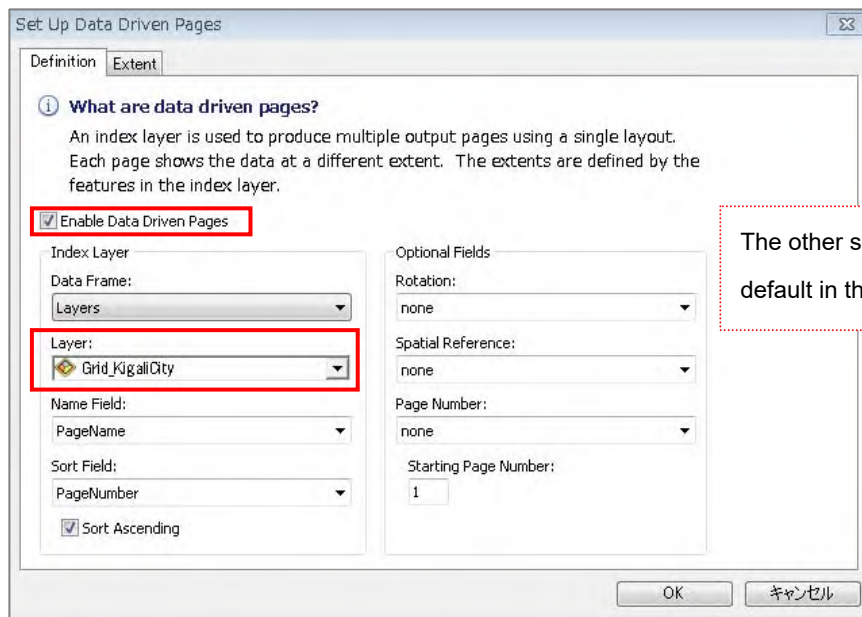 Set Up Data Driven Pages
Definition
Extent
What are data driven pages?
An index layer is used to produce multiple output pages using a single layout.
Each page shows the data at a different extent. The extents are defined by the
features in the index layer.
Enable Data Driven Pages
Index Layer
Data Frame:
Layers
Layer:
Grid_KigaliCity
Name Field:
PageName
Sort Field:
PageNumber
Sort Ascending
Optional Fields
Rotation:
none
Spatial Reference:
none
Page Number:
none
Starting Page Number:
1
The other
default in
OK
キャンセル